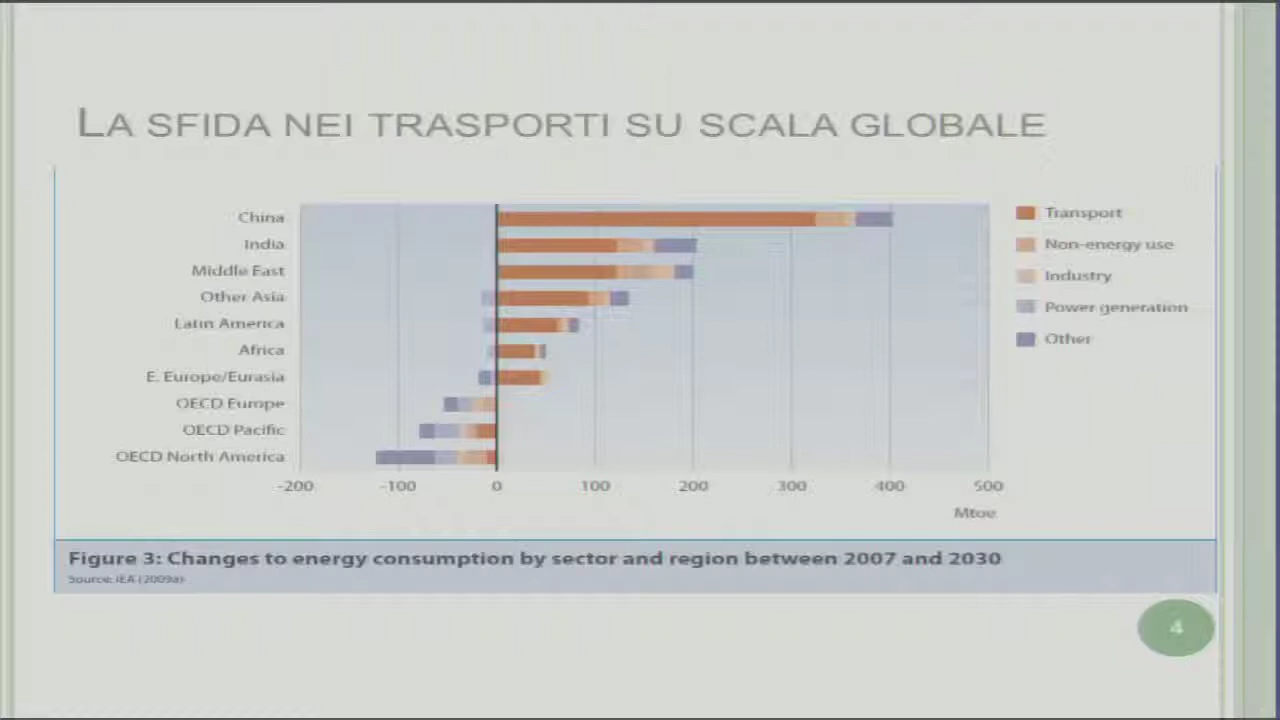 LA SFIDA NEI TRASPORTI SU SCALA GLOBALE
China
India
Middle East
Other Asia
Latin America
Africa
E. Europe/Eurasia
OECD Europe
OECD Pacific
OECD North America
-200 -100 0 100 200 300 400 500
Mtoe
Transport
Non-energy use
Industry
Power generation
Other
Figure 3: Changes to energy consumption by sector and region between 2007 and 2030
Source: IEA (2009a)
4